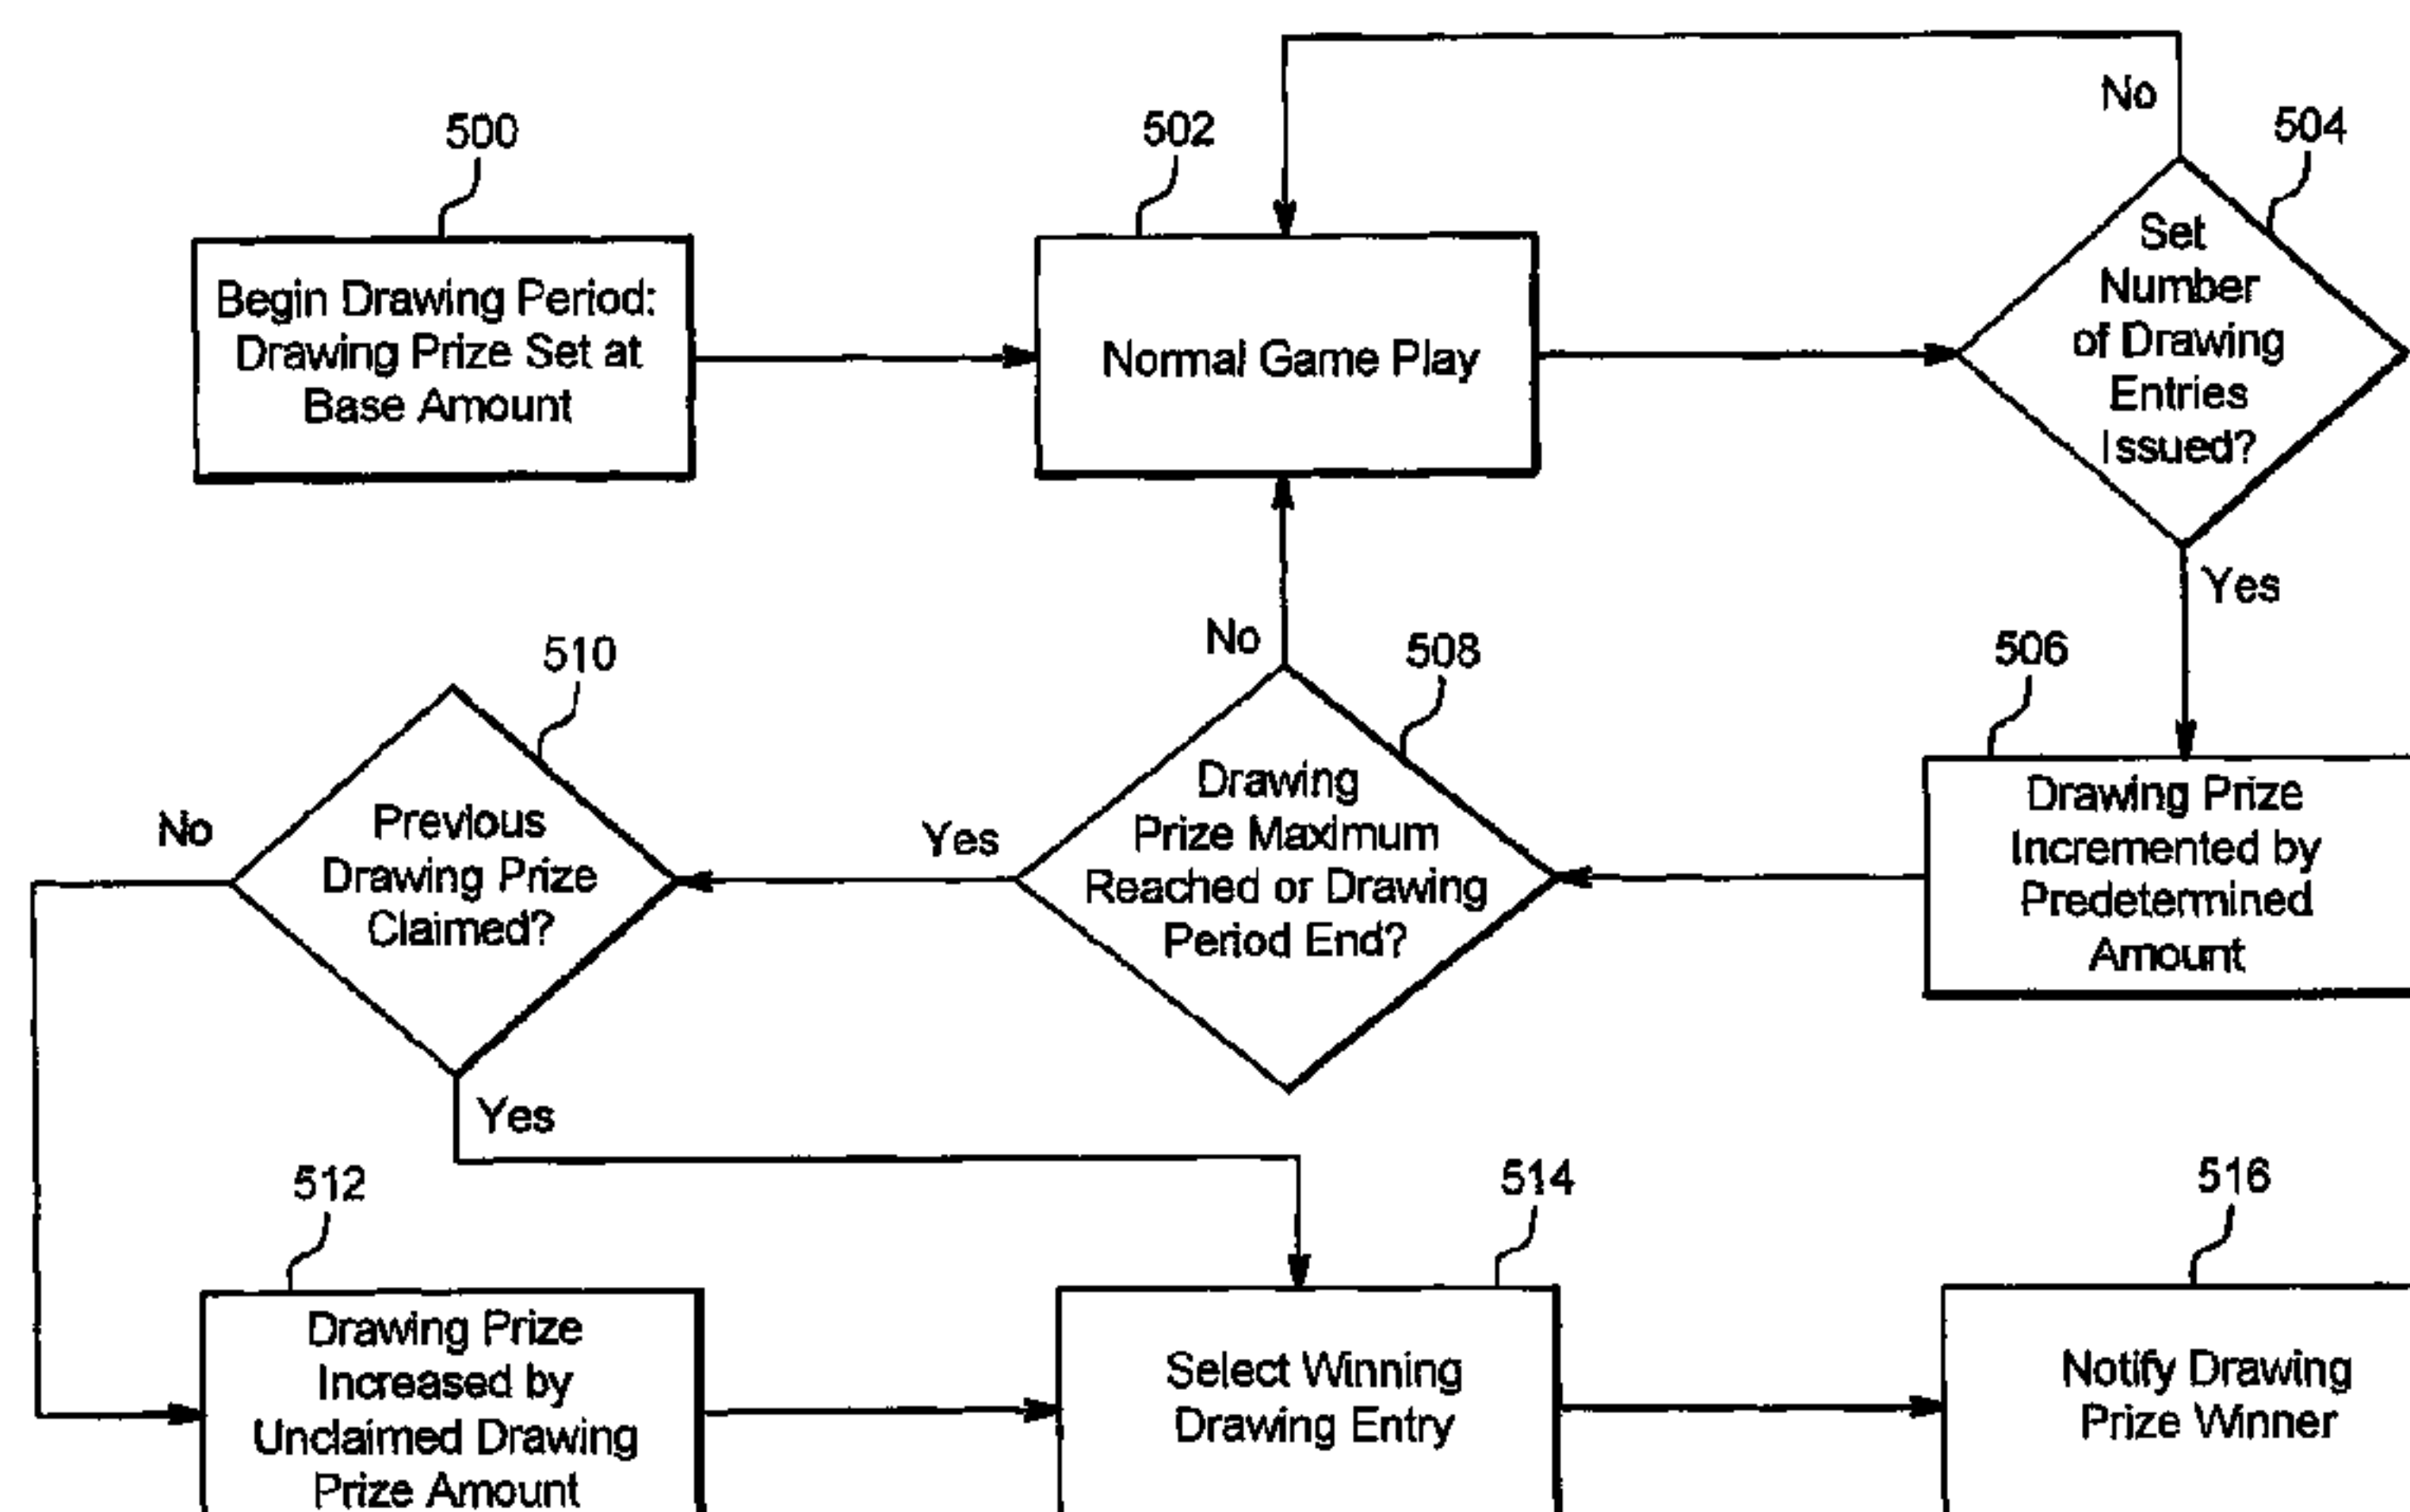 No
500
502
504
Begin Drawing Period:
Drawing Prize Set at
Base Amount
Normal Game Play
Set
Number
of Drawing
Entries
Issued?
Yes
510
No
508
506
No
Previous
Drawing Prize
Claimed?
Yes
Drawing
Prize Maximum
Reached or Drawing
Period End?
Drawing Prize
Incremented by
Predetermined
Amount
Yes
512
514
516
Drawing Prize
Increased by
Unclaimed Drawing
Prize Amount
Select Winning
Drawing Entry
Notify Drawing
Prize Winner